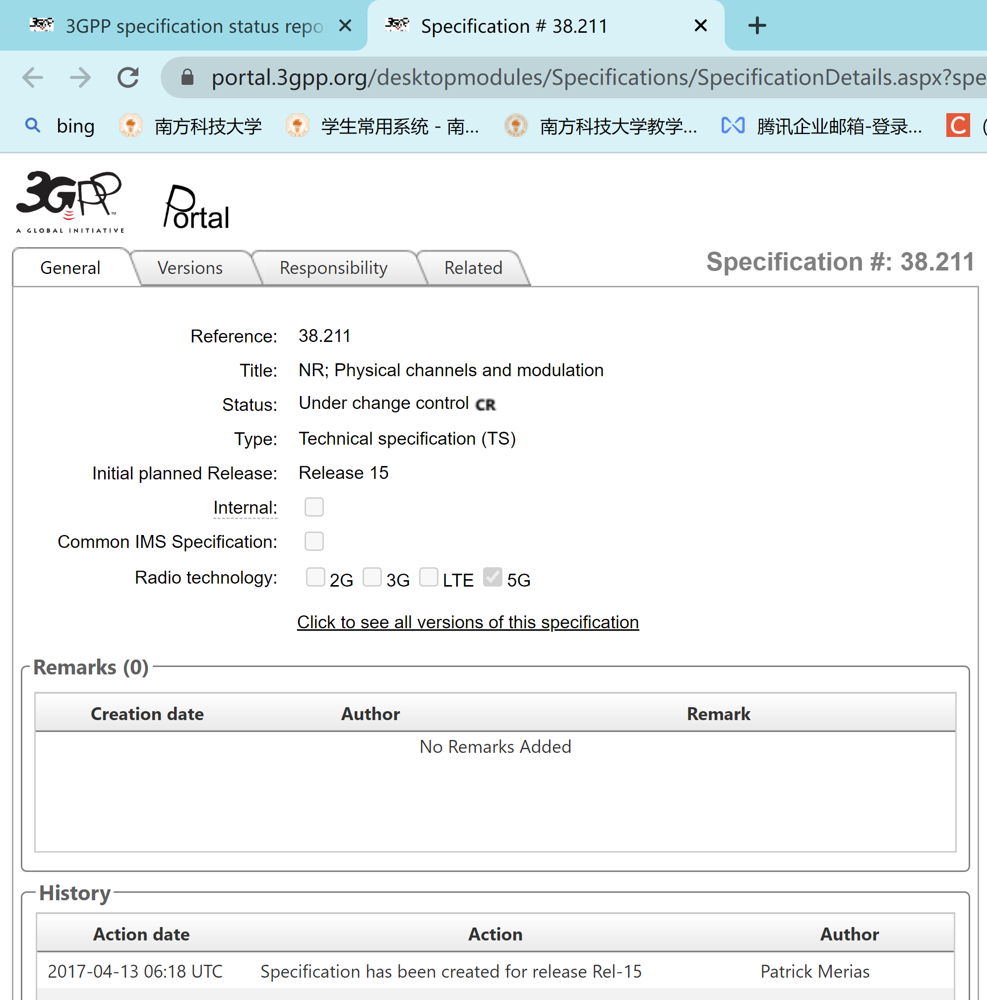 3GPP specification status repo
Specification # 38.211
portal.3gpp.org/desktopmodules/Specifications/SpecificationDetails.aspx?spe
bing 南方科技大学 学生常用系统 - 南... 南方科技大学教学... 腾讯企业邮箱-登录... C (
3GPP™ Portal
A GLOBAL INITIATIVE
General Versions Responsibility Related Specification #: 38.211
Reference: 38.211
Title: NR; Physical channels and modulation
Status: Under change control CR
Type: Technical specification (TS)
Initial planned Release: Release 15
Internal:
Common IMS Specification:
Radio technology: 2G 3G LTE 5G
Click to see all versions of this specification
Remarks (0)
Creation date Author Remark
No Remarks Added
History
Action date Action Author
2017-04-13 06:18 UTC Specification has been created for release Rel-15 Patrick Merias